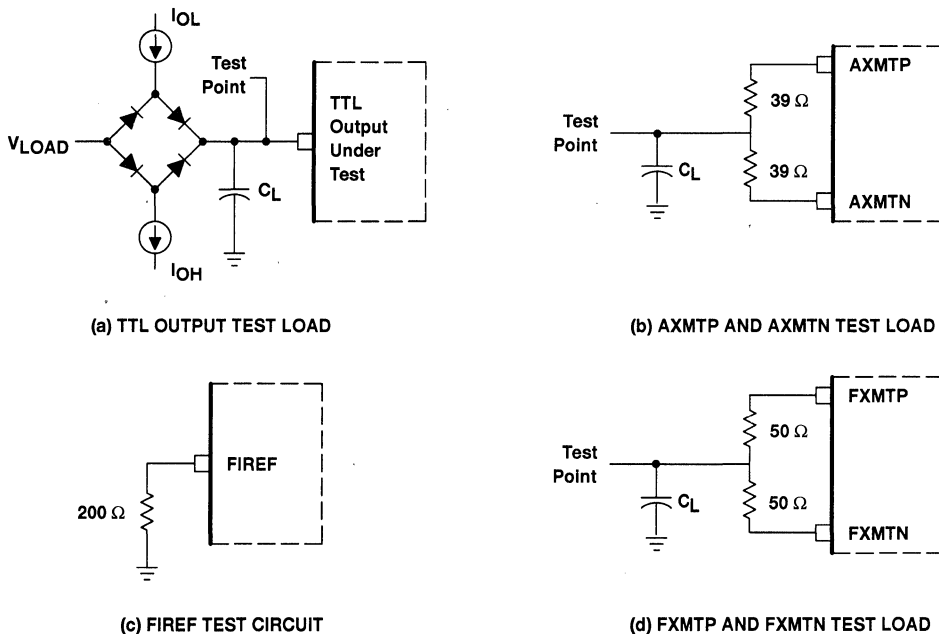 IOL
Test
Point
VLOAD
TTL
Output
Under
Test
CL
IOH
(a) TTL OUTPUT TEST LOAD
AXMTP
39 Ω
Test
Point
CL
39 Ω
AXMTN
(b) AXMTP AND AXMTN TEST LOAD
FIREF
200 Ω
(c) FIREF TEST CIRCUIT
FXMTP
50 Ω
Test
Point
CL
50 Ω
FXMTN
(d) FXMTP AND FXMTN TEST LOAD